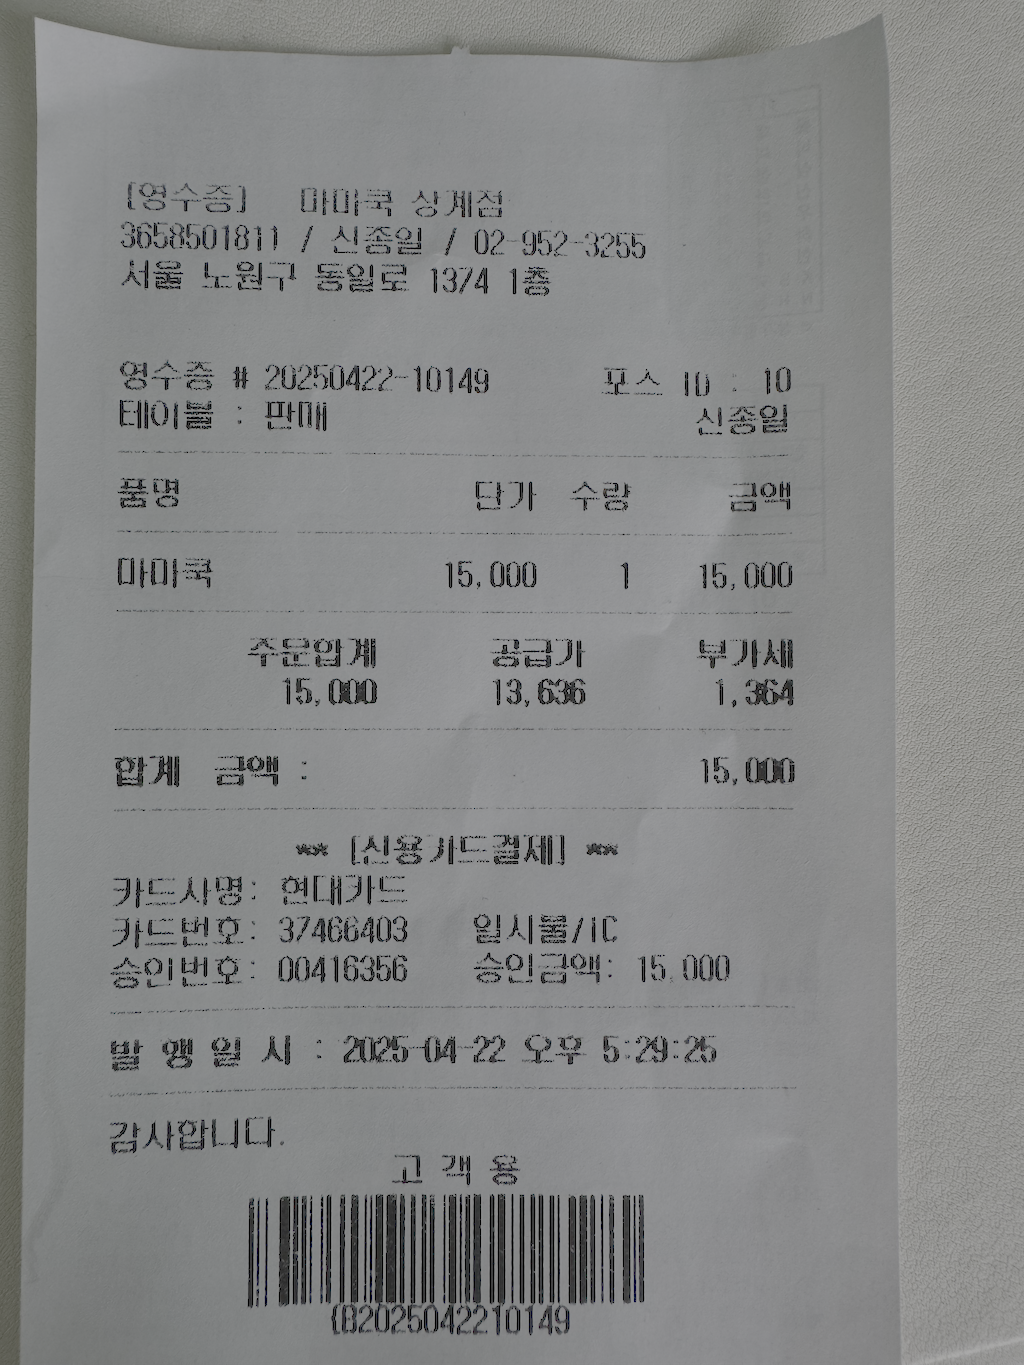 [영수증] 마미쿡 상계점
3658501811 / 신종일 / 02-952-3255
서울 노원구 동일로 1374 1층
영수증 # 20250422-10149 포스 ID : 10
테이블 : 판매 신종일
품명 단가 수량 금액
마미쿡 15,000 1 15,000
주문합계 공급가 부가세
15,000 13,636 1,364
합계 금액 : 15,000
** [신용카드결제] **
카드사명: 현대카드
카드번호: 37466403 일시불/IC
승인번호: 00416356 승인금액: 15,000
발 행 일 시 : 2025-04-22 오후 5:29:25
감사합니다.
고 객 용
{B2025042210149